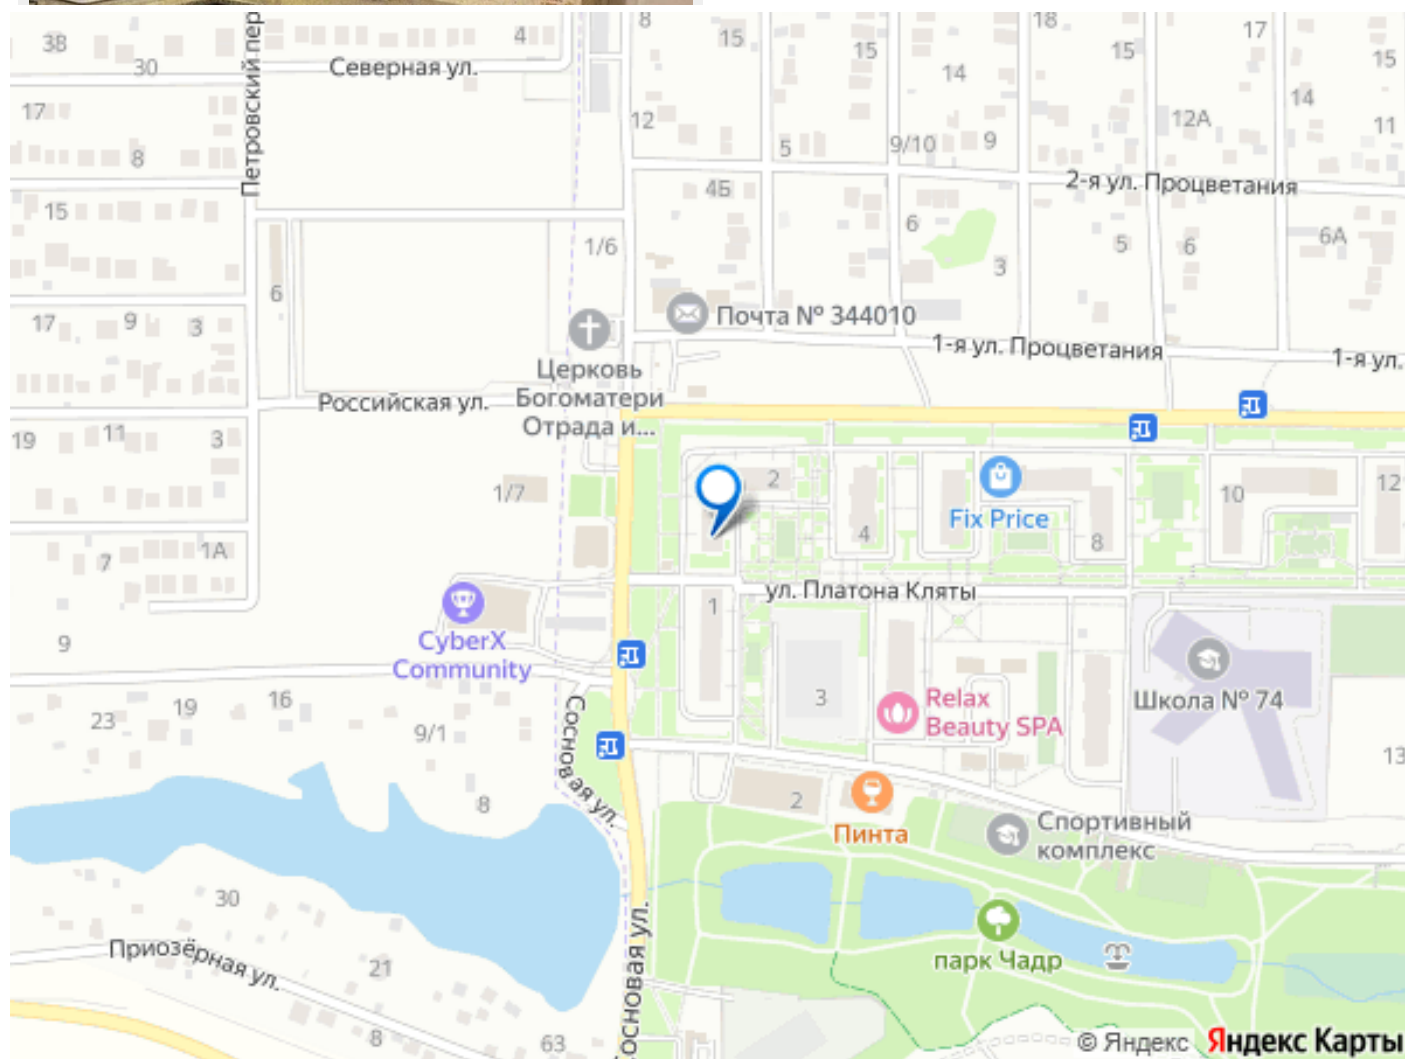 8
18
17
3В
4
15
15
15
30
Северная ул.
14
Петровский пер
17
12
12А
14
11
8
5
9/10
9
2-я ул. Процветания
4Б
15
6
1/6
5
6
6А
3
6
17
9
3
Почта № 344010
1-я ул. Процветания
1-я ул.
Церковь
Богоматери
Отрада и...
Российская ул.
19
11
3
1/7
2
Fix Price
10
12
4
8
7
1А
ул. Платона Кляты
1
CyberX
Community
9
Школа № 74
Relax
Beauty SPA
3
16
19
23
9/1
Сосновая ул.
13
8
2
Пинта
Спортивный
комплекс
30
Приозёрная ул.
21
парк Чадр
Сосновая ул.
8
63
© Яндекс Яндекс Карты